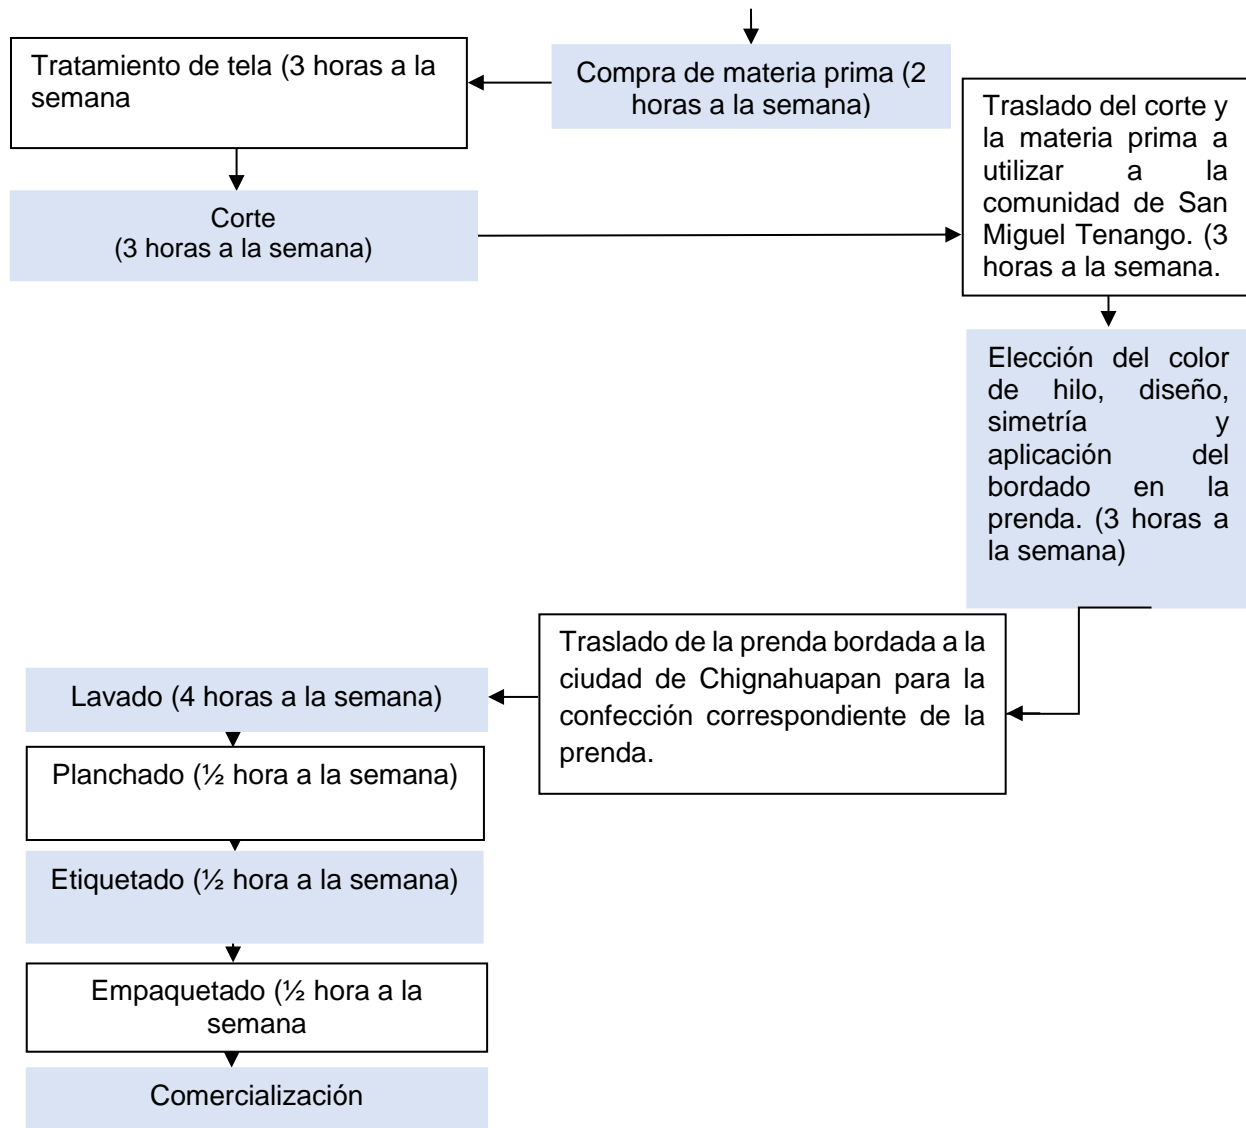 Compra de materia prima (2
horas a la semana)
Tratamiento de tela (3 horas a la
semana
Corte
(3 horas a la semana)
Traslado del corte y
la materia prima a
utilizar a la
comunidad de San
Miguel Tenango. (3
horas a la semana.
Elección del color
de hilo, diseño,
simetría y
aplicación del
bordado en la
prenda. (3 horas a
la semana)
Traslado de la prenda bordada a la
ciudad de Chignahuapan para la
confección correspondiente de la
prenda.
Lavado (4 horas a la semana)
Planchado (½ hora a la semana)
Etiquetado (½ hora a la semana)
Empaquetado (½ hora a la
semana
Comercialización